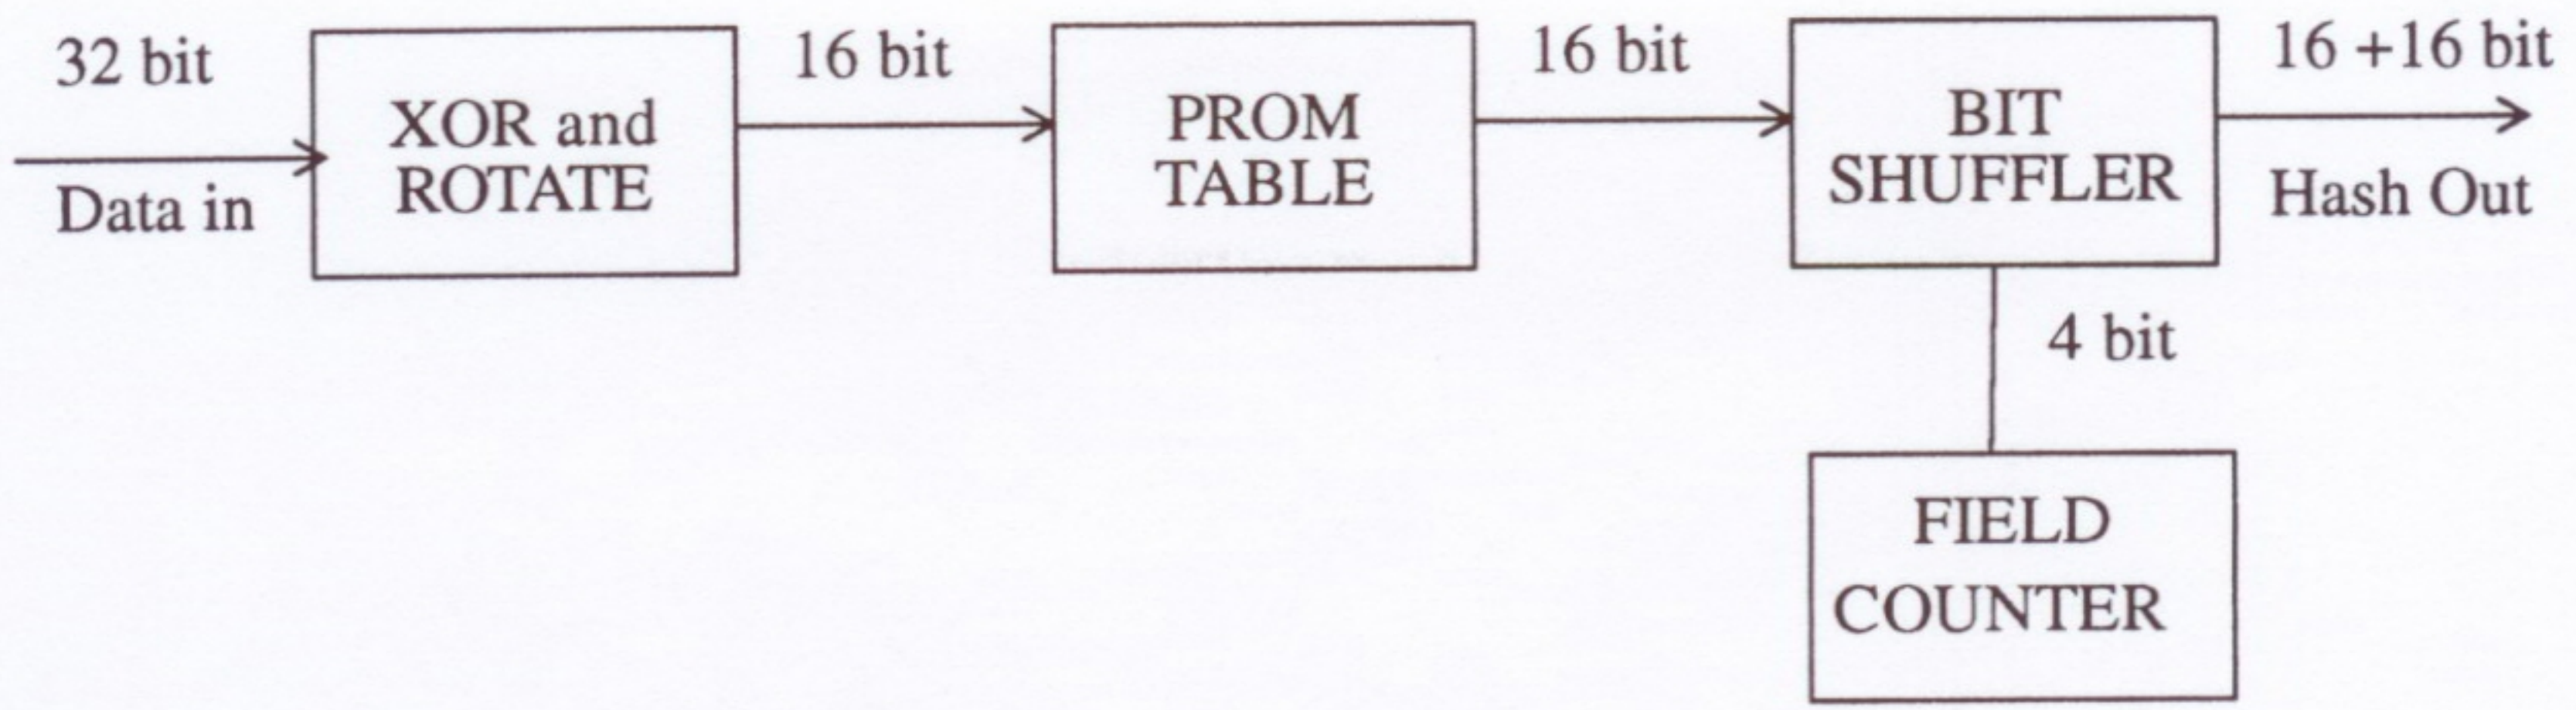 32 bit
Data in
XOR and
ROTATE
16 bit
PROM
TABLE
16 bit
BIT
SHUFFLER
16 +16 bit
Hash Out
4 bit
FIELD
COUNTER